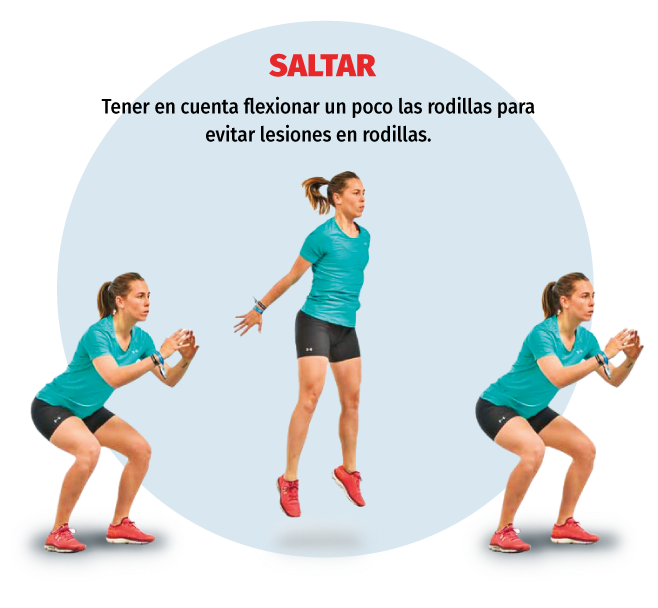 SALTAR
Tener en cuenta flexionar un poco las rodillas para
evitar lesiones en rodillas.